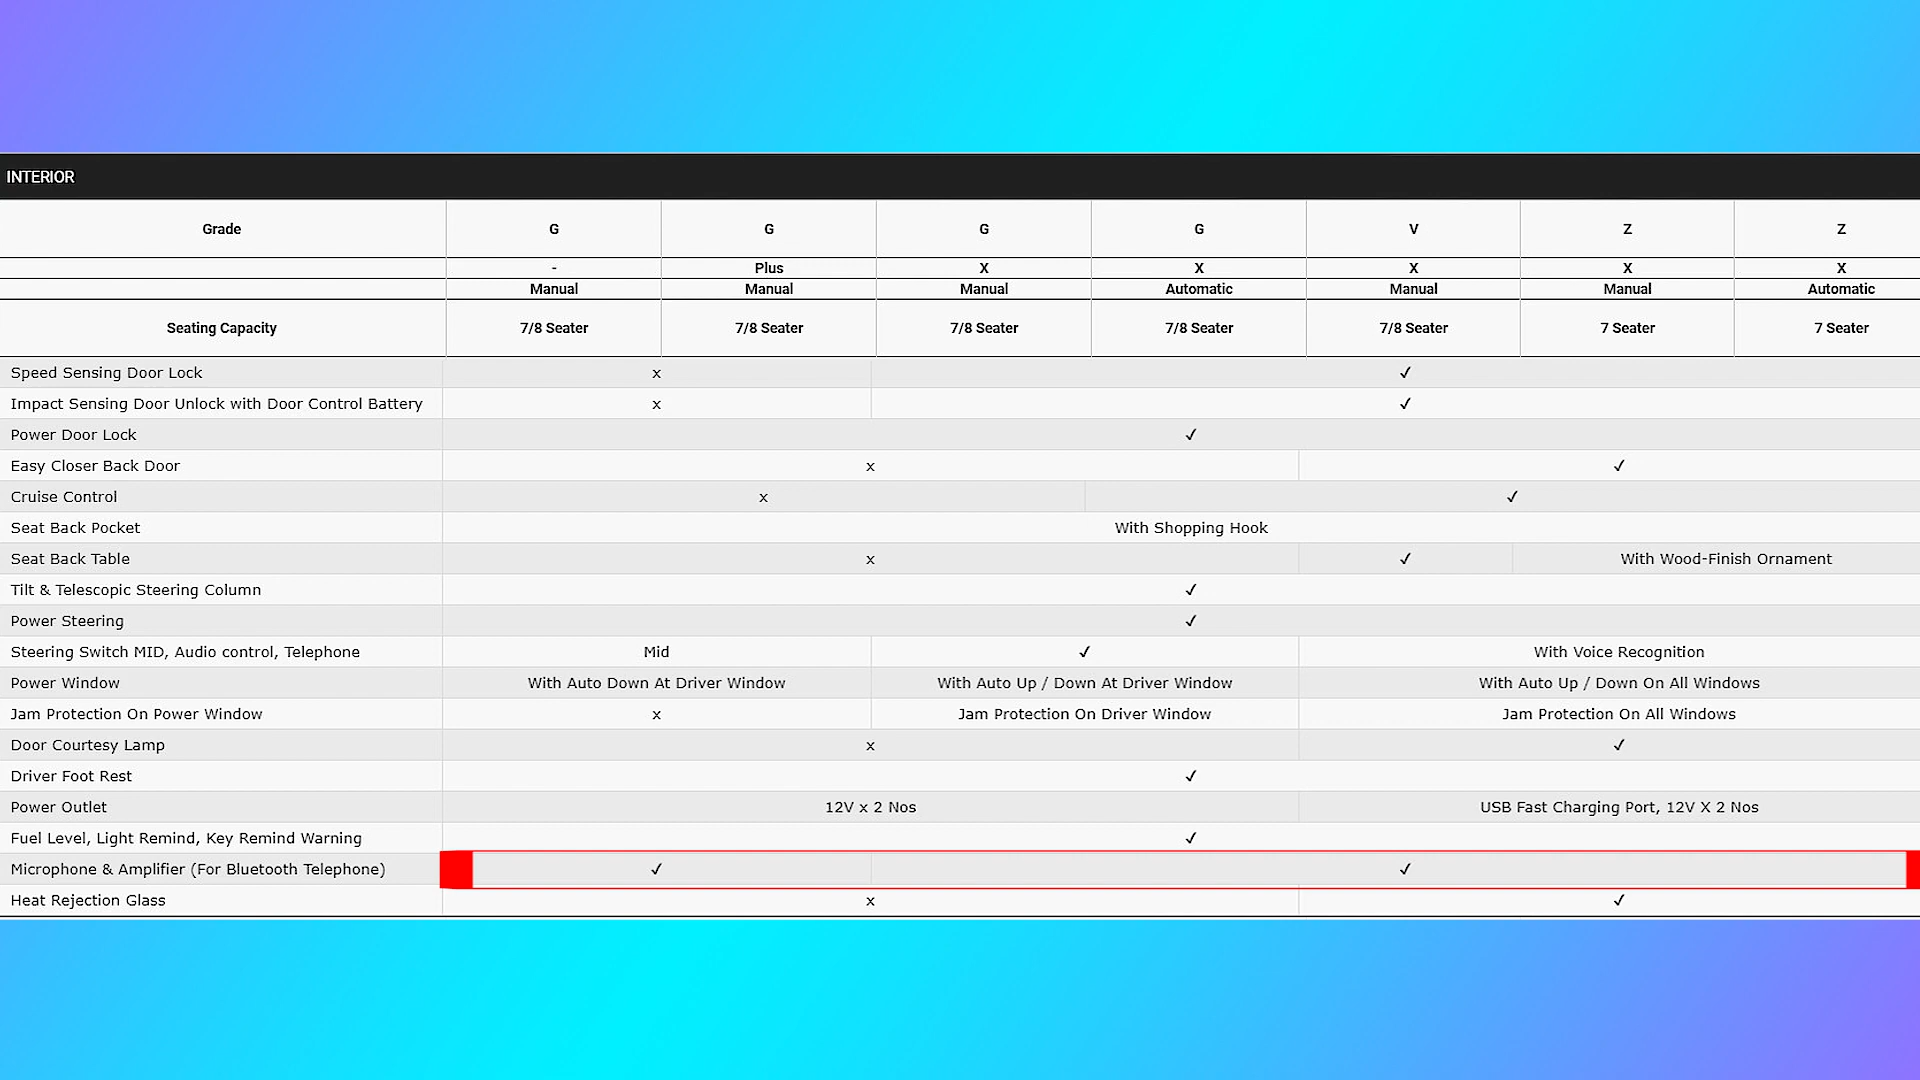 INTERIOR
Grade G G G G V Z Z
- Plus X X X X X
Manual Manual Manual Automatic Manual Manual Automatic
Seating Capacity 7/8 Seater 7/8 Seater 7/8 Seater 7/8 Seater 7/8 Seater 7 Seater 7 Seater
Speed Sensing Door Lock x ✓
Impact Sensing Door Unlock with Door Control Battery x ✓
Power Door Lock ✓
Easy Closer Back Door x ✓
Cruise Control x ✓
Seat Back Pocket With Shopping Hook
Seat Back Table x ✓ With Wood-Finish Ornament
Tilt & Telescopic Steering Column ✓
Power Steering ✓
Steering Switch MID, Audio control, Telephone Mid ✓ With Voice Recognition
Power Window With Auto Down At Driver Window With Auto Up / Down At Driver Window With Auto Up / Down On All Windows
Jam Protection On Power Window x Jam Protection On Driver Window Jam Protection On All Windows
Door Courtesy Lamp x ✓
Driver Foot Rest ✓
Power Outlet 12V x 2 Nos USB Fast Charging Port, 12V X 2 Nos
Fuel Level, Light Remind, Key Remind Warning ✓
Microphone & Amplifier (For Bluetooth Telephone) ✓ ✓
Heat Rejection Glass x ✓